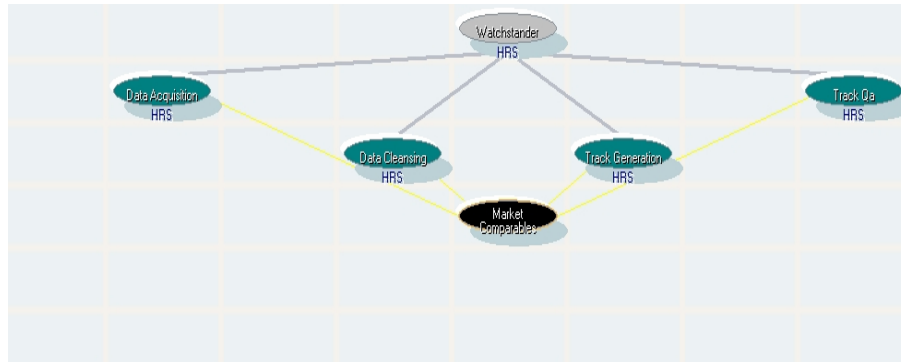 Watchstander
HRS
Data Acquisition
HRS
Track Qa
HRS
Data Cleansing
HRS
Track Generation
HRS
Market
Comparables